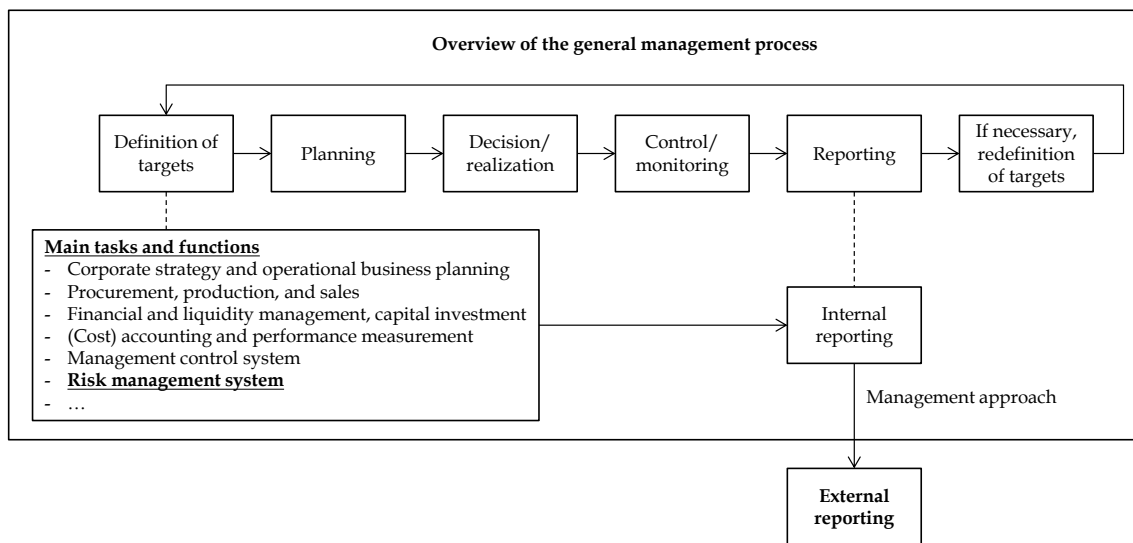 Overview of the general management process
Definition of
targets
Planning
Decision/
realization
Control/
monitoring
Reporting
If necessary,
redefinition
of targets
Main tasks and functions
- Corporate strategy and operational business planning
- Procurement, production, and sales
- Financial and liquidity management, capital investment
- (Cost) accounting and performance measurement
- Management control system
- Risk management system
- …
Internal
reporting
Management approach
External
reporting